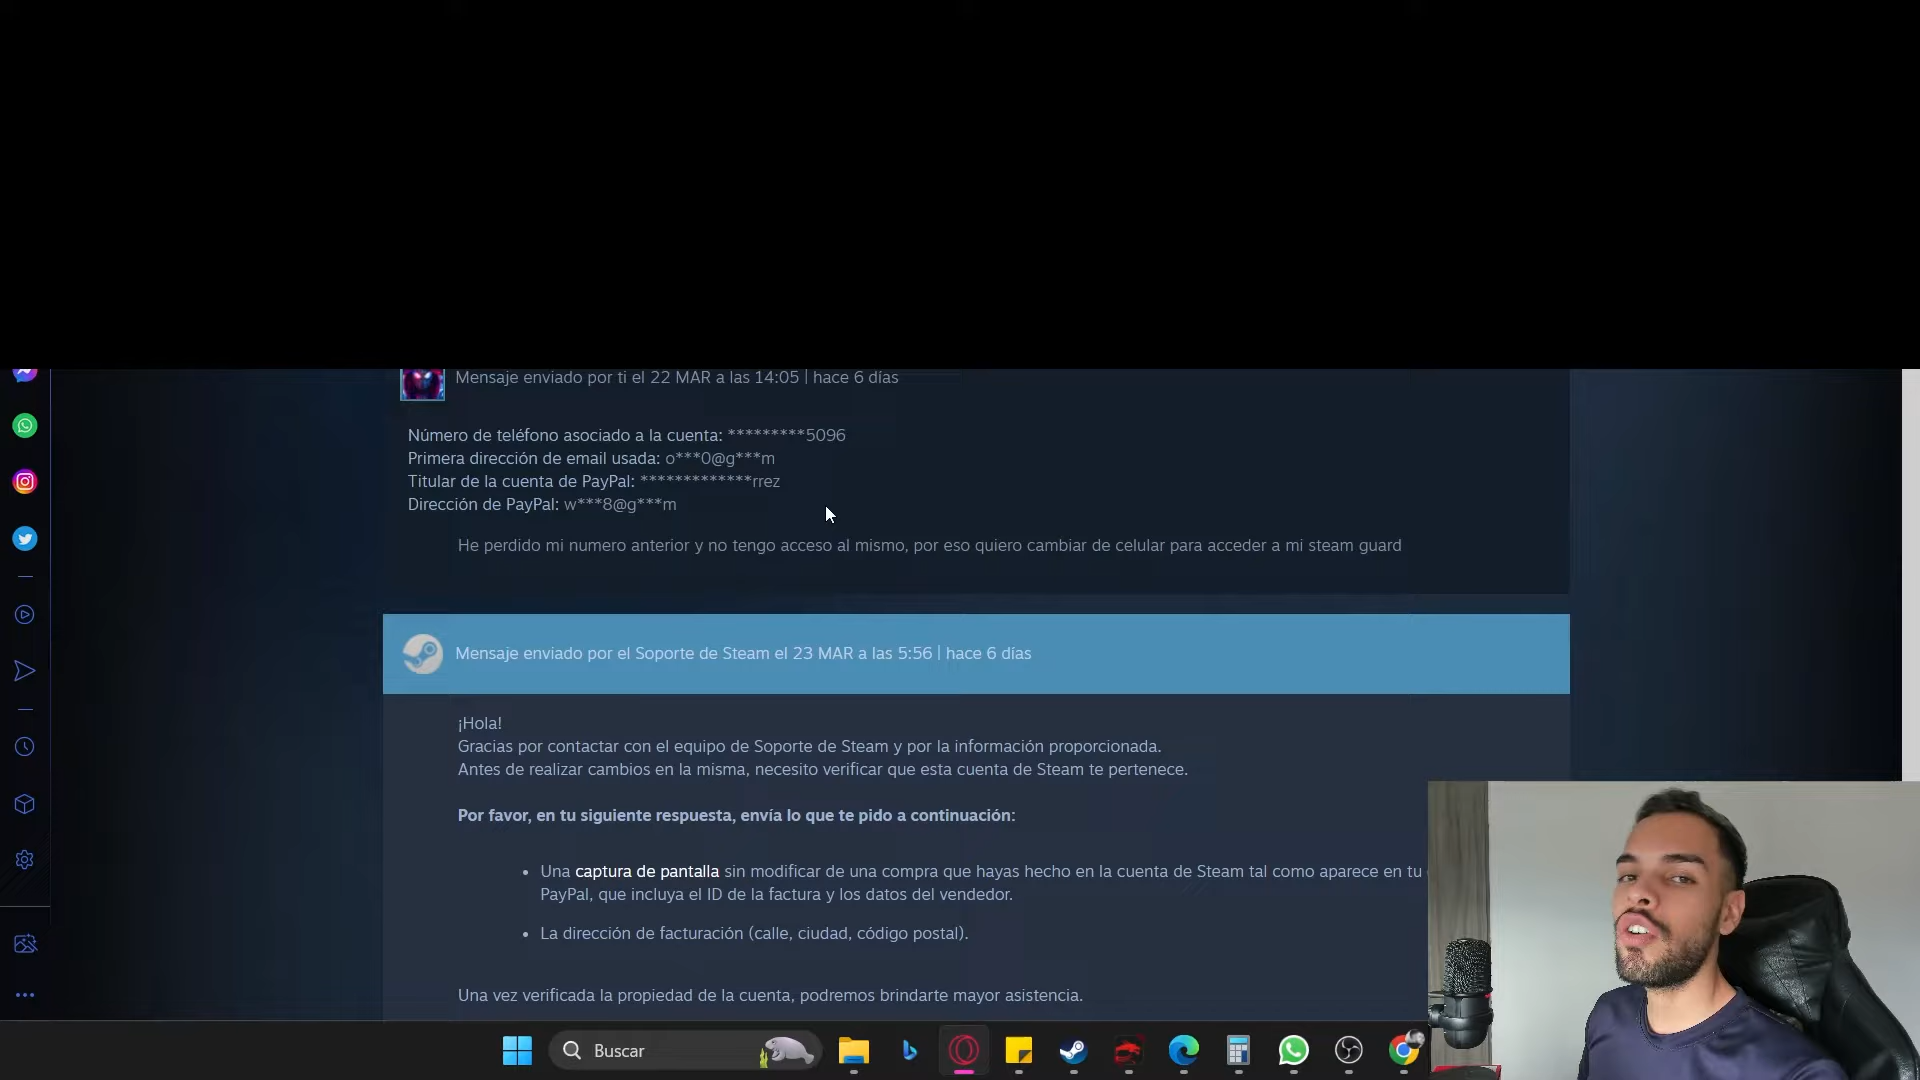 Mensaje enviado por ti el 22 MAR a las 14:05 | hace 6 días
Número de teléfono asociado a la cuenta: *********5096
Primera dirección de email usada: o***0@g***m
Titular de la cuenta de PayPal: *************rrez
Dirección de PayPal: w***8@g***m
He perdido mi numero anterior y no tengo acceso al mismo, por eso quiero cambiar de celular para acceder a mi steam guard
Mensaje enviado por el Soporte de Steam el 23 MAR a las 5:56 | hace 6 días
¡Hola!
Gracias por contactar con el equipo de Soporte de Steam y por la información proporcionada.
Antes de realizar cambios en la misma, necesito verificar que esta cuenta de Steam te pertenece.
Por favor, en tu siguiente respuesta, envía lo que te pido a continuación:
• Una captura de pantalla sin modificar de una compra que hayas hecho en la cuenta de Steam tal como aparece en tu
PayPal, que incluya el ID de la factura y los datos del vendedor.
• La dirección de facturación (calle, ciudad, código postal).
Una vez verificada la propiedad de la cuenta, podremos brindarte mayor asistencia.
Buscar